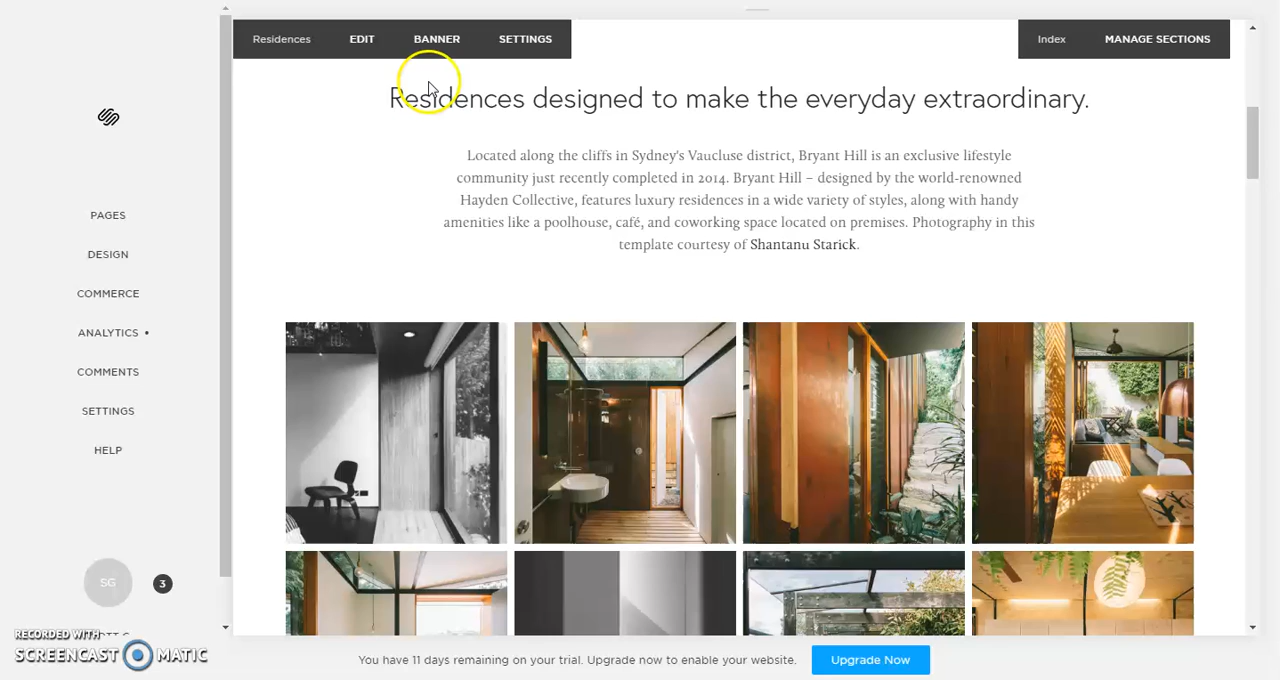 Residences EDIT BANNER SETTINGS
Index MANAGE SECTIONS
Residences designed to make the everyday extraordinary.
Located along the cliffs in Sydney's Vaucluse district, Bryant Hill is an exclusive lifestyle
community just recently completed in 2014. Bryant Hill – designed by the world-renowned
Hayden Collective, features luxury residences in a wide variety of styles, along with handy
amenities like a poolhouse, café, and coworking space located on premises. Photography in this
template courtesy of Shantanu Starick.
PAGES
DESIGN
COMMERCE
ANALYTICS •
COMMENTS
SETTINGS
HELP
SG 3
RECORDED WITH
SCREENCAST MATIC
You have 11 days remaining on your trial. Upgrade now to enable your website.
Upgrade Now